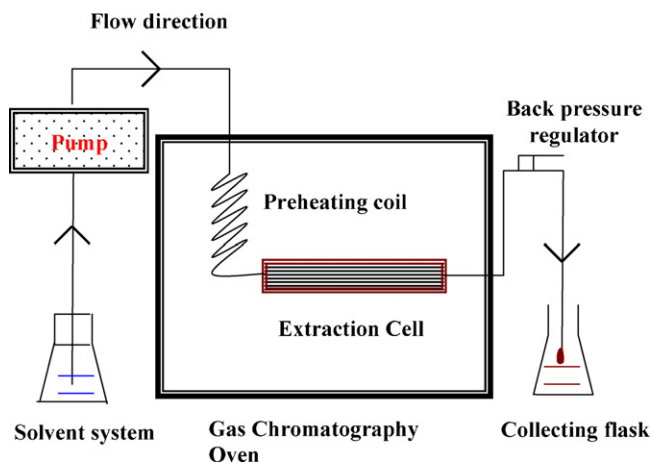 Flow direction
Pump
Back pressure
regulator
Preheating coil
Extraction Cell
Solvent system
Gas Chromatography
Oven
Collecting flask